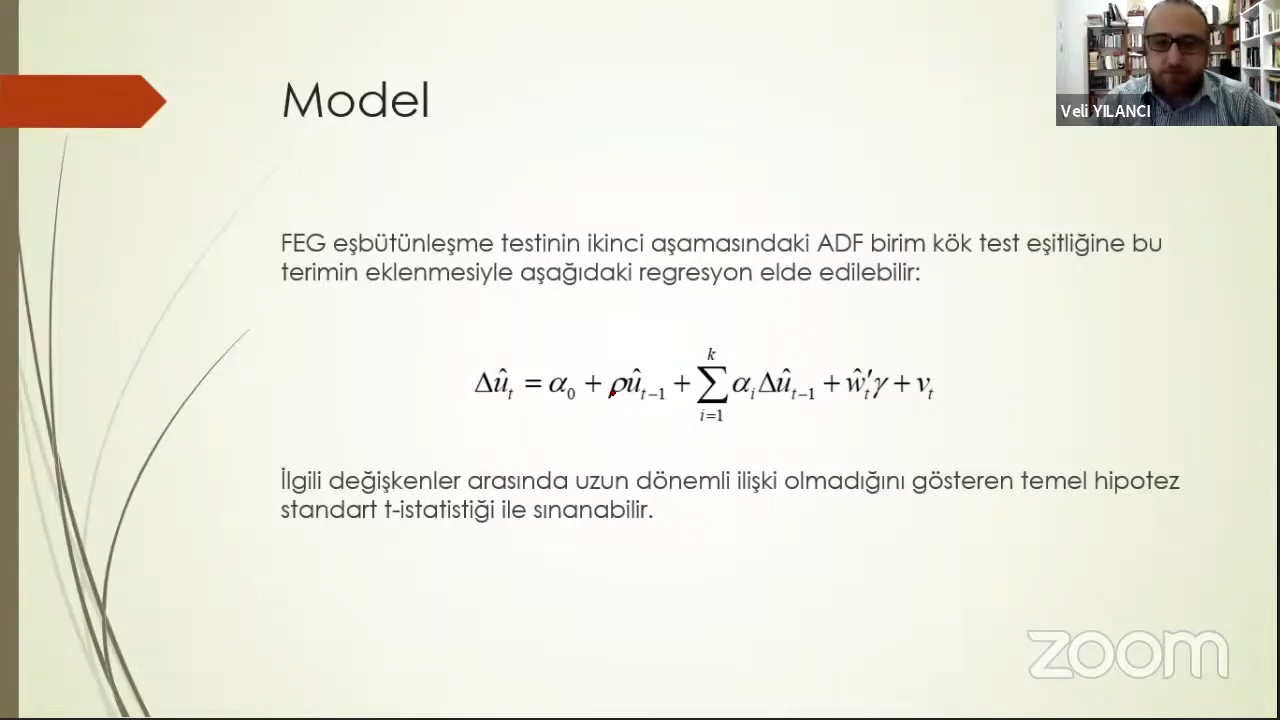 Model
Veli YILANCI
FEG eşbütünleşme testinin ikinci aşamasındaki ADF birim kök test eşitliğine bu
terimin eklenmesiyle aşağıdaki regresyon elde edilebilir:
Δû_t = α_0 + ρû_{t−1} + ∑_{i=1}^{k} α_i Δû_{t−1} + ŵ′_t γ + v_t
İlgili değişkenler arasında uzun dönemli ilişki olmadığını gösteren temel hipotez
standart t-istatistiği ile sınanabilir.
zoom